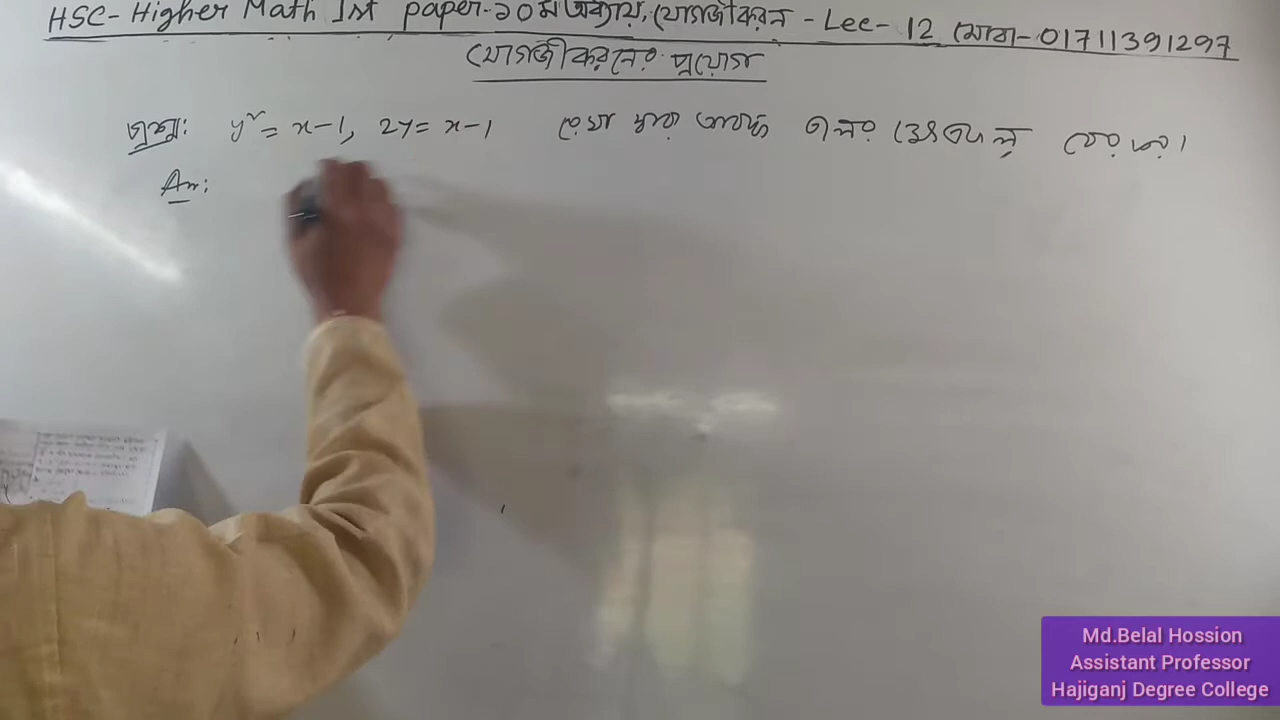 HSC- Higher Math 1st paper-১০ম অধ্যায়, যোগজীকরন - Lec- 12 মোবা- 01711391297
যোগজীকরনের প্রয়োগ
প্রশ্ন: y² = x-1, 2y = x-1 রেখা দ্বারা আবদ্ধ ক্ষেত্রের ক্ষেত্রফল বের কর।
Ans:
Md.Belal Hossion
Assistant Professor
Hajiganj Degree College